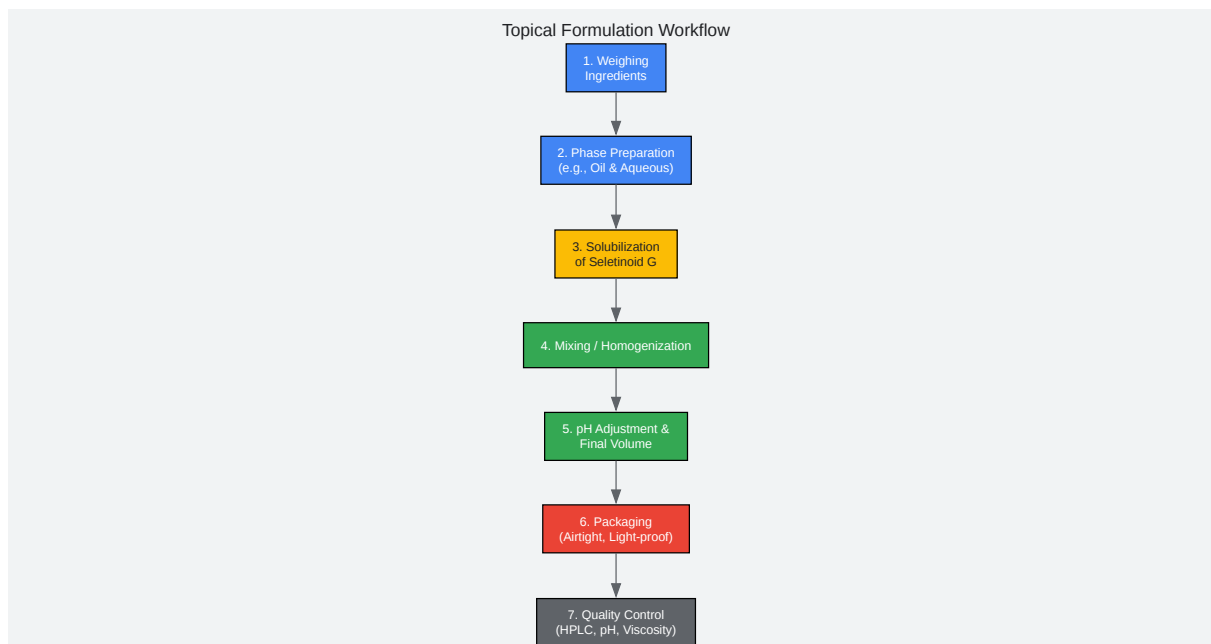 Topical Formulation Workflow
1. Weighing
Ingredients
2. Phase Preparation
(e.g., Oil & Aqueous)
3. Solubilization
of Seletinoid G
4. Mixing / Homogenization
5. pH Adjustment &
Final Volume
6. Packaging
(Airtight, Light-proof)
7. Quality Control
(HPLC, pH, Viscosity)